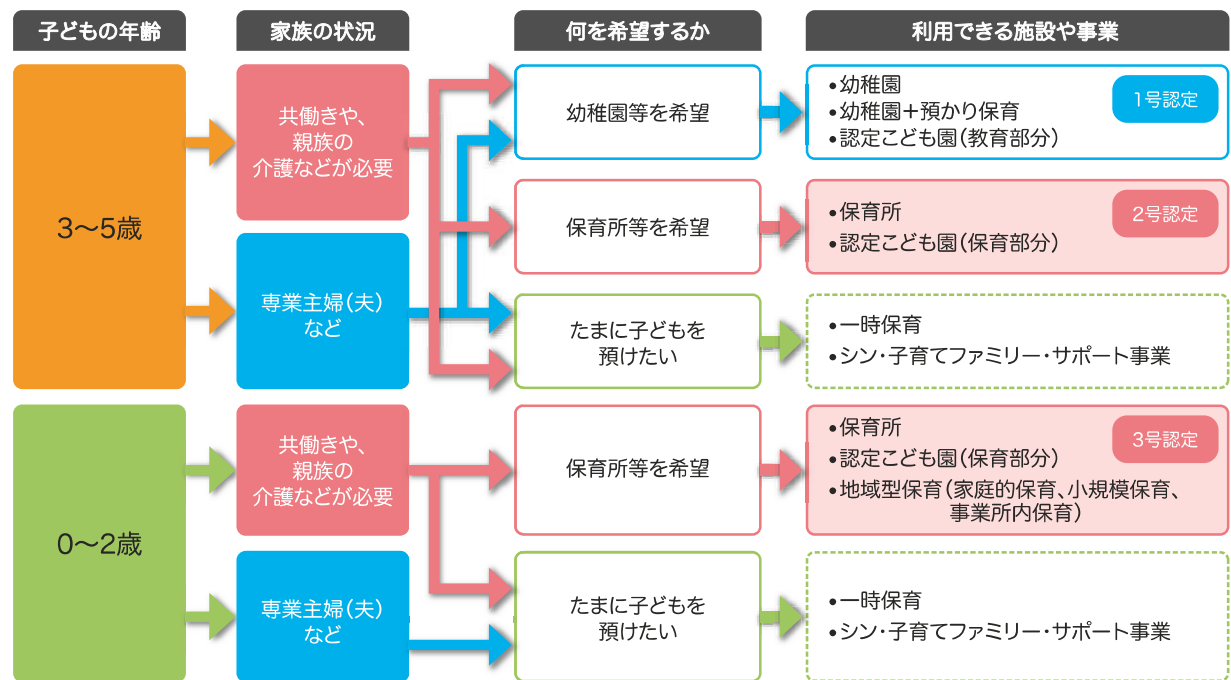 子どもの年齢
家族の状況
何を希望するか
利用できる施設や事業
3〜5歳
共働きや、
親族の
介護などが必要
専業主婦(夫)
など
幼稚園等を希望
•幼稚園
•幼稚園+預かり保育
•認定こども園(教育部分)
1号認定
保育所等を希望
•保育所
•認定こども園(保育部分)
2号認定
たまに子どもを
預けたい
•一時保育
•シン・子育てファミリー・サポート事業
0〜2歳
共働きや、
親族の
介護などが必要
専業主婦(夫)
など
保育所等を希望
•保育所
•認定こども園(保育部分)
•地域型保育(家庭的保育、小規模保育、
事業所内保育)
3号認定
たまに子どもを
預けたい
•一時保育
•シン・子育てファミリー・サポート事業